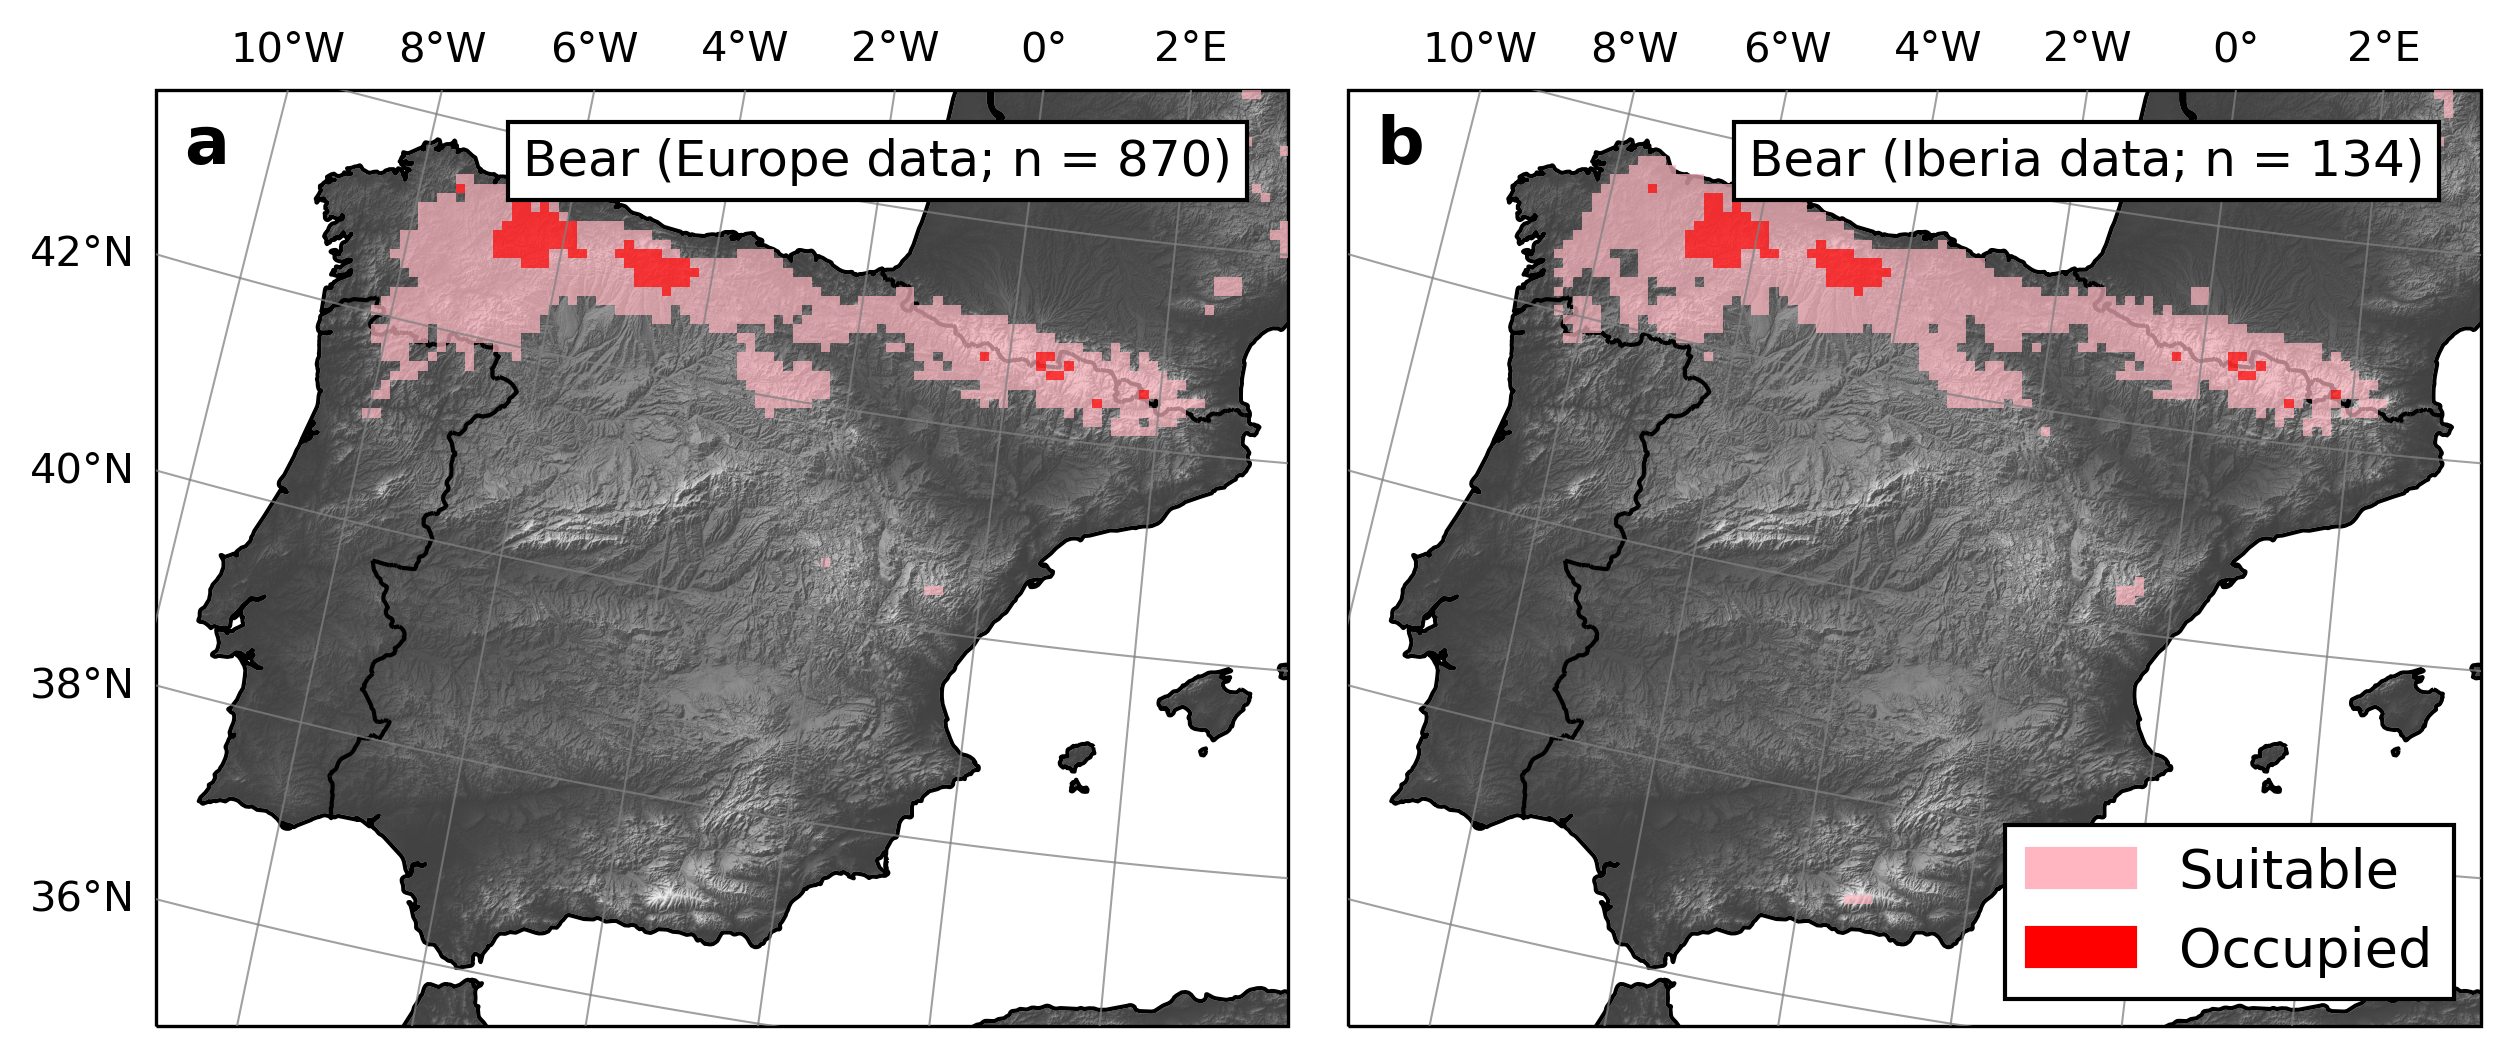 10°W 8°W 6°W 4°W 2°W 0° 2°E
10°W 8°W 6°W 4°W 2°W 0° 2°E
a
Bear (Europe data; n = 870)
b
Bear (Iberia data; n = 134)
42°N
40°N
38°N
36°N
Suitable
Occupied